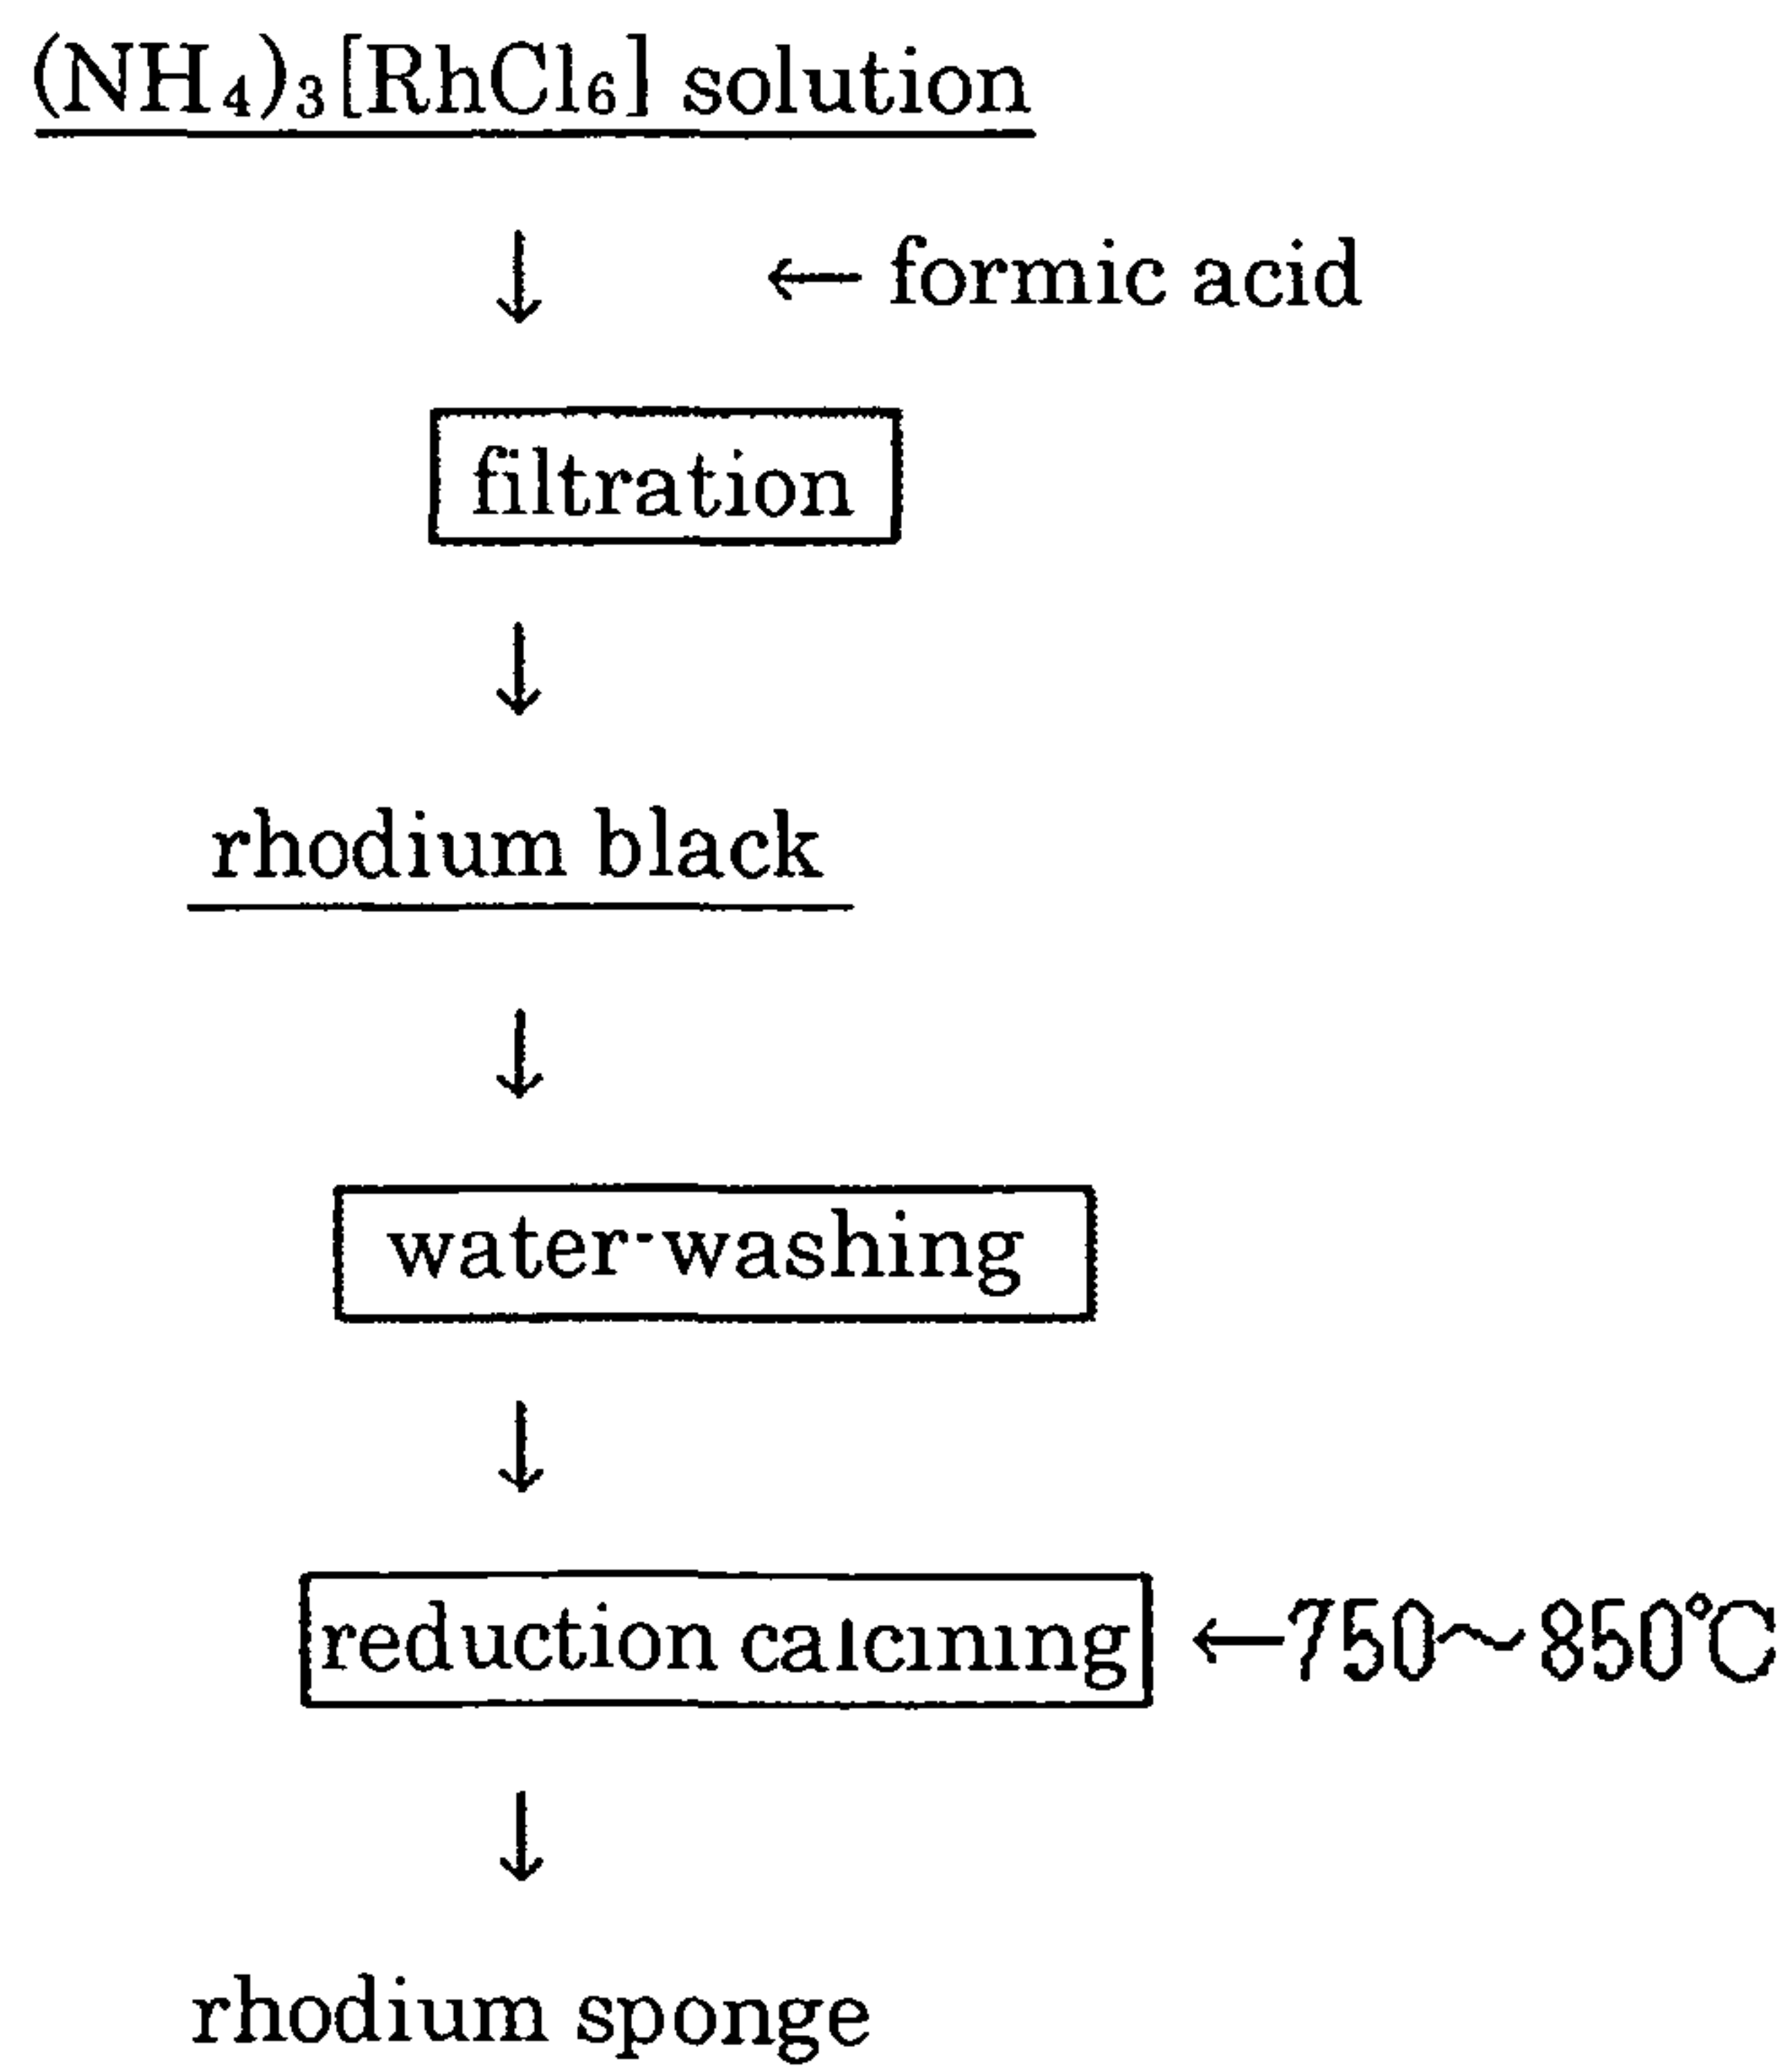 (NH₄)₃[RhCl₆] solution
← formic acid
filtration
rhodium black
water-washing
reduction calcining ←750～850℃
rhodium sponge